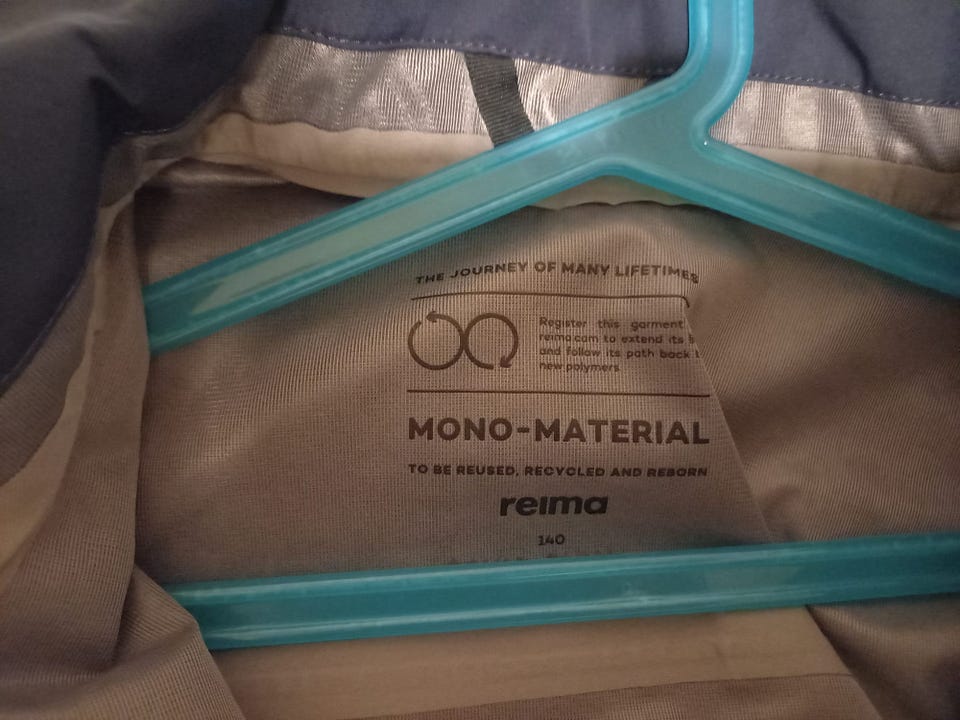 THE JOURNEY OF MANY LIFETIMES
Register this garment
reima.com to extend its
and follow its path back
new polymers
MONO-MATERIAL
TO BE REUSED, RECYCLED AND REBORN
reima
140